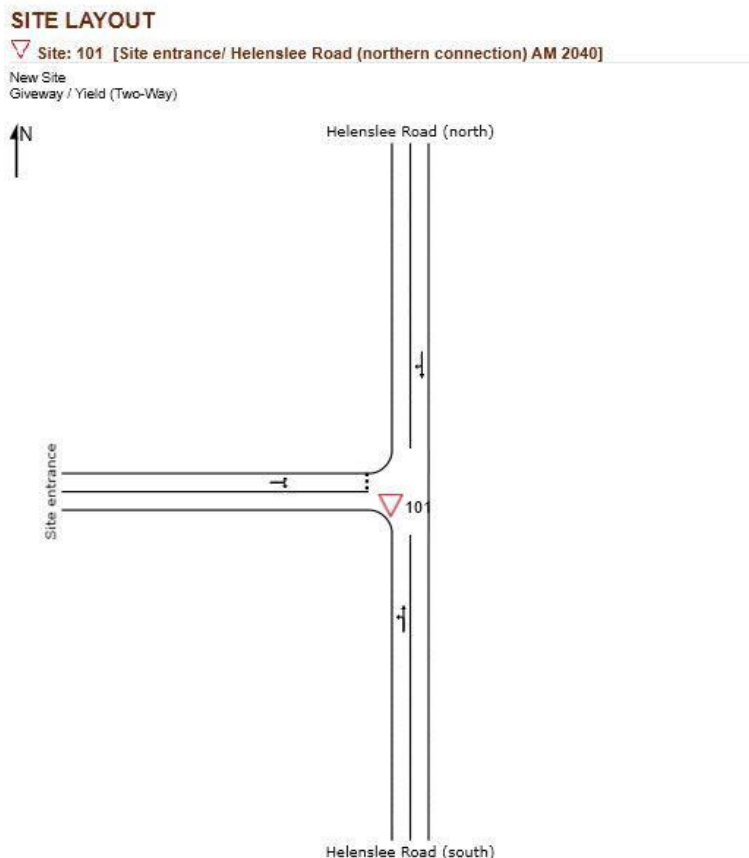 SITE LAYOUT
Site: 101 [Site entrance/ Helenslee Road (northern connection) AM 2040]
New Site
Giveway / Yield (Two-Way)
N
Helenslee Road (north)
Site entrance
101
Helenslee Road (south)